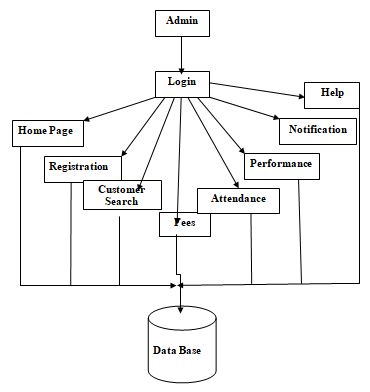 Admin
Login
Help
Home Page
Notification
Registration
Performance
Customer
Search
Attendance
Fees
Data Base